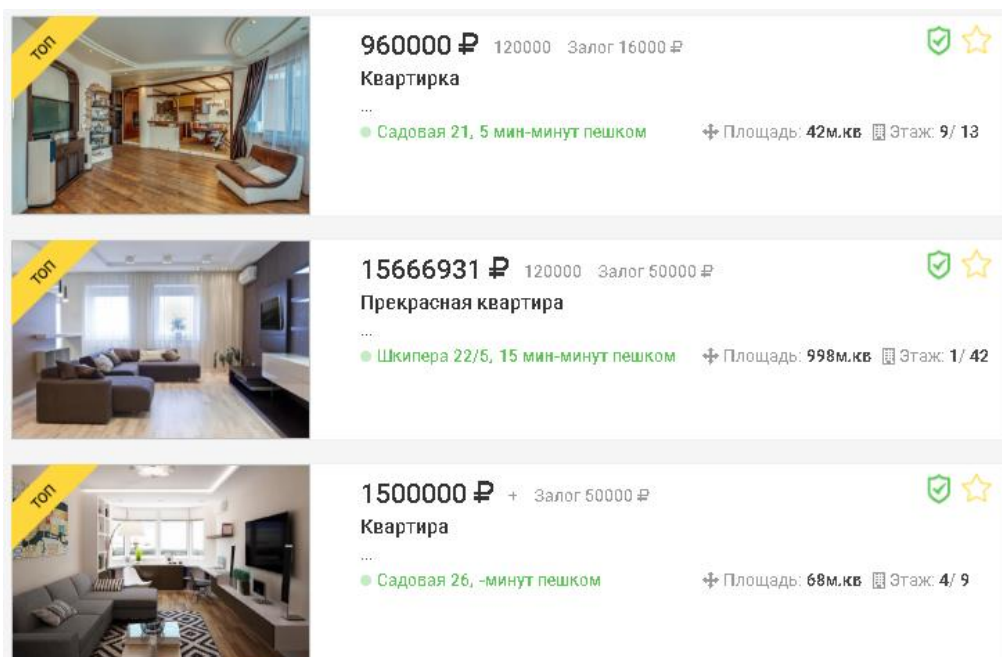 ТОП
960000 ₽ 120000 Залог 16000 ₽
Квартирка
...
Садовая 21, 5 мин-минут пешком Площадь: 42м.кв Этаж: 9/ 13
ТОП
15666931 ₽ 120000 Залог 50000 ₽
Прекрасная квартира
...
Шкипера 22/5, 15 мин-минут пешком Площадь: 998м.кв Этаж: 1/ 42
ТОП
1500000 ₽ + Залог 50000 ₽
Квартира
...
Садовая 26, -минут пешком Площадь: 68м.кв Этаж: 4/ 9